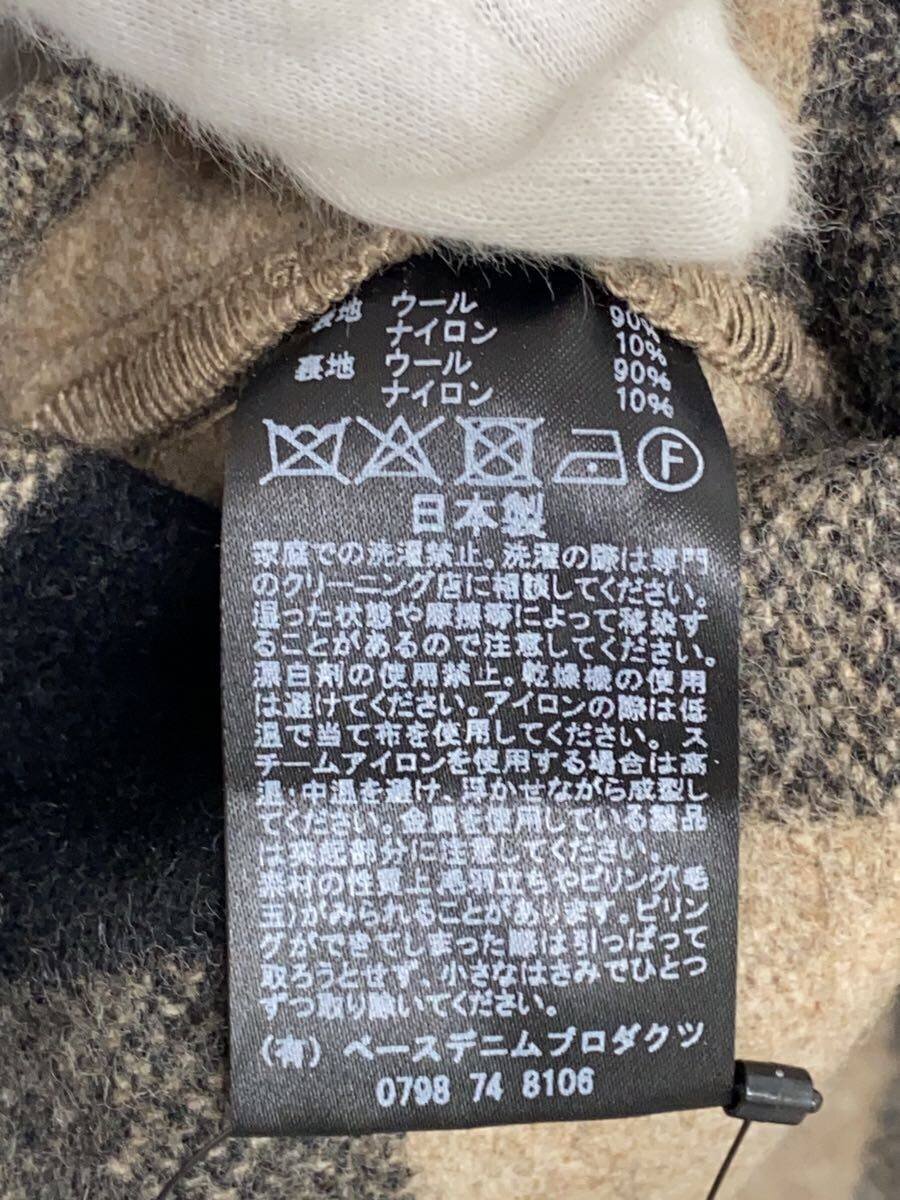 表地 ウール 90%
ナイロン 10%
裏地 ウール 90%
ナイロン 10%
F
日本製
家庭での洗濯禁止。洗濯の際は専門
のクリーニング店に相談してください。
湿った状態や摩擦等によって移染す
ることがあるので注意してください。
漂白剤の使用禁止。乾燥機の使用
は避けてください。アイロンの際は低
温で当て布を使用してください。ス
チームアイロンを使用する場合は高
温・中温を避け、浮かせながら成型し
てください。金属を使用している製品
は突起部分に注意してください。
素材の性質上、毛羽立ちやピリング(毛
玉)がみられることがあります。ピリン
グができてしまった際は引っぱって
取ろうとせず、小さなはさみでひとつ
ずつ取り除いてください。
(有) ベースデニムプロダクツ
0798 74 8106